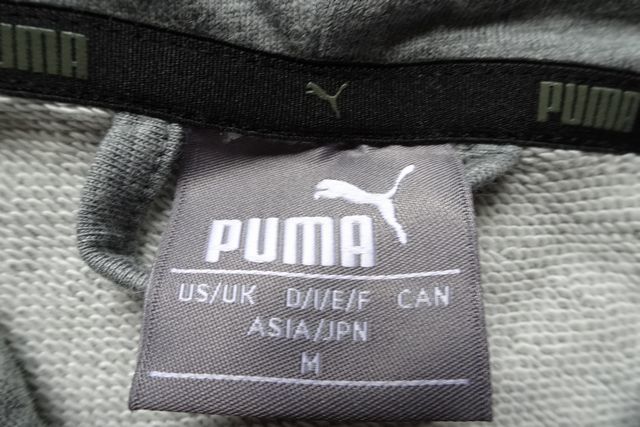 PUMA PUMA
PUMA
US/UK D/I/E/F CAN
ASIA/JPN
M